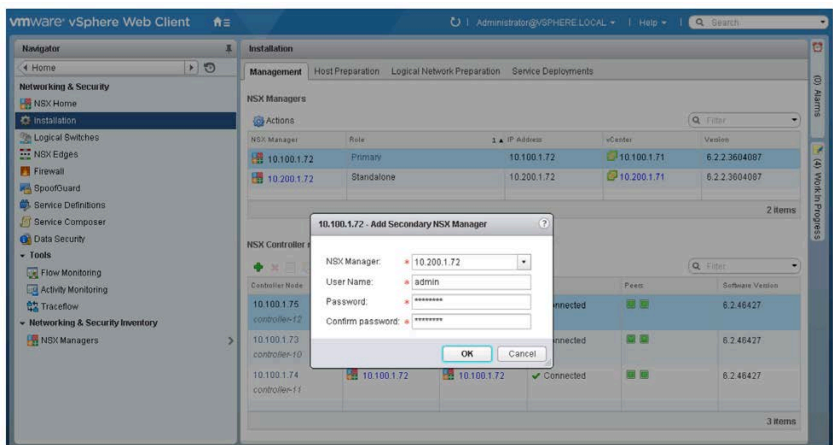 vmware® vSphere Web Client
Administrator@VSPHERE.LOCAL
Help
Search
Navigator
Home
Networking & Security
NSX Home
Installation
Logical Switches
NSX Edges
Firewall
SpoofGuard
Service Definitions
Service Composer
Data Security
Tools
Flow Monitoring
Activity Monitoring
Traceflow
Networking & Security Inventory
NSX Managers
Installation
Management Host Preparation Logical Network Preparation Service Deployments
NSX Managers
Actions
Filter
NSX Manager Role 1 IP Address vCenter Version
10.100.1.72 Primary 10.100.1.72 10.100.1.71 6.2.2.3604087
10.200.1.72 Standalone 10.200.1.72 10.200.1.71 6.2.2.3604087
2 items
10.100.1.72 - Add Secondary NSX Manager ?
NSX Manager: * 10.200.1.72
User Name: * admin
Password: * ********
Confirm password: * ********
OK Cancel
NSX Controller
Filter
Controller Node Peers Software Version
10.100.1.75 nnected 6.2.46427
controller-12
10.100.1.73 nnected 6.2.46427
controller-10
10.100.1.74 10.100.1.72 10.100.1.72 Connected 6.2.46427
controller-11
3 items
(0) Alarms
(4) Work In Progress